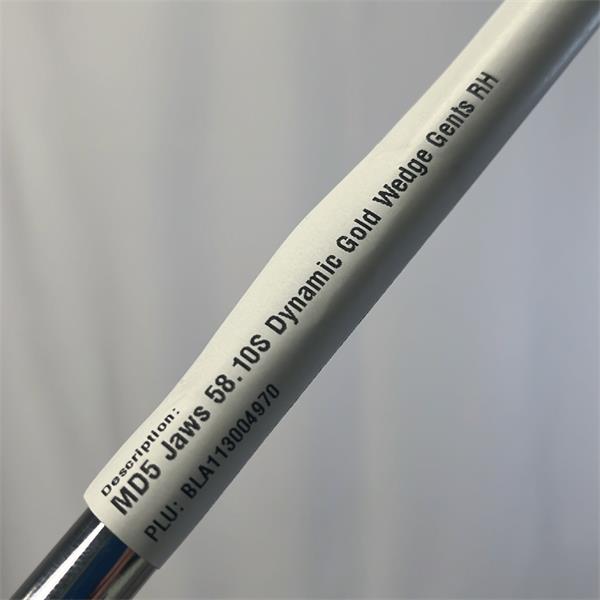 Description:
MD5 Jaws 58.10S Dynamic Gold Wedge Gents RH
PLU: BLA113004970